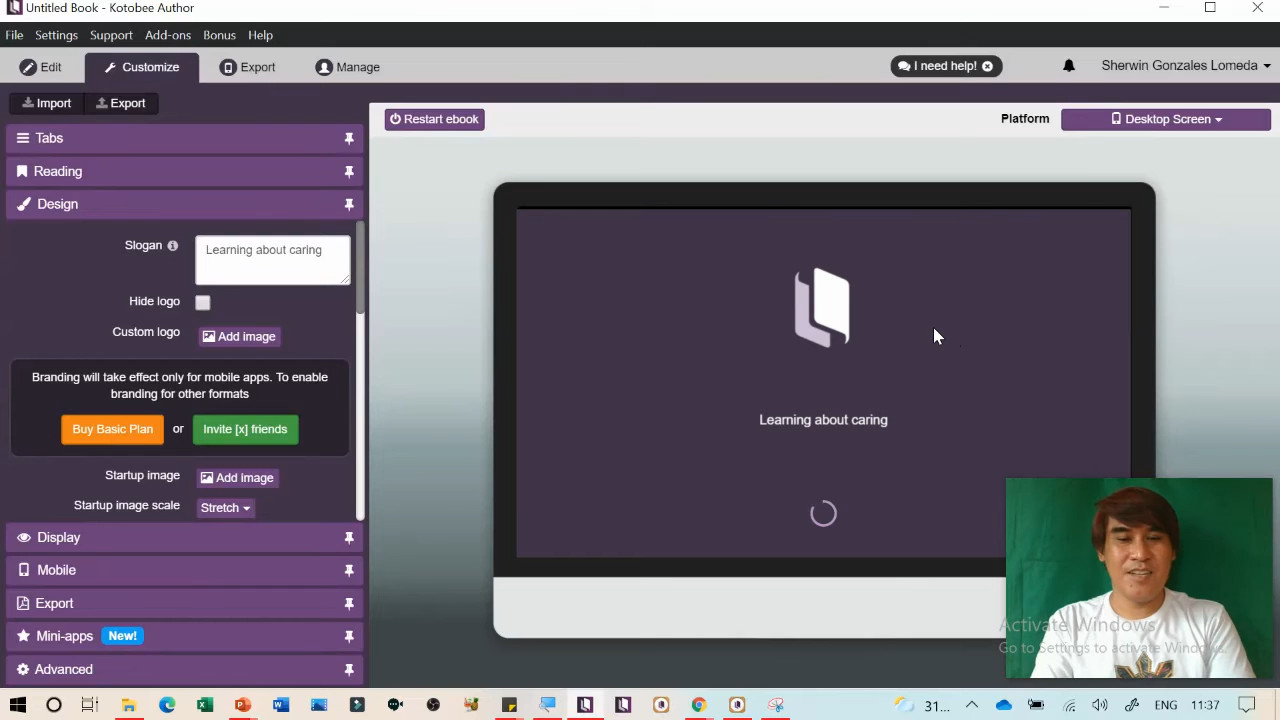 Untitled Book - Kotobee Author
File Settings Support Add-ons Bonus Help
Edit Customize Export Manage I need help! Sherwin Gonzales Lomeda
Import Export
Restart ebook Platform Desktop Screen
Tabs
Reading
Design
Slogan Learning about caring
Hide logo
Custom logo Add image
Branding will take effect only for mobile apps. To enable
branding for other formats
Buy Basic Plan or Invite [x] friends
Startup image Add image
Startup image scale Stretch
Display
Mobile
Export
Mini-apps New!
Advanced
Learning about caring
Activate Windows
Go to Settings to activate Windows.
31... ENG 11:37